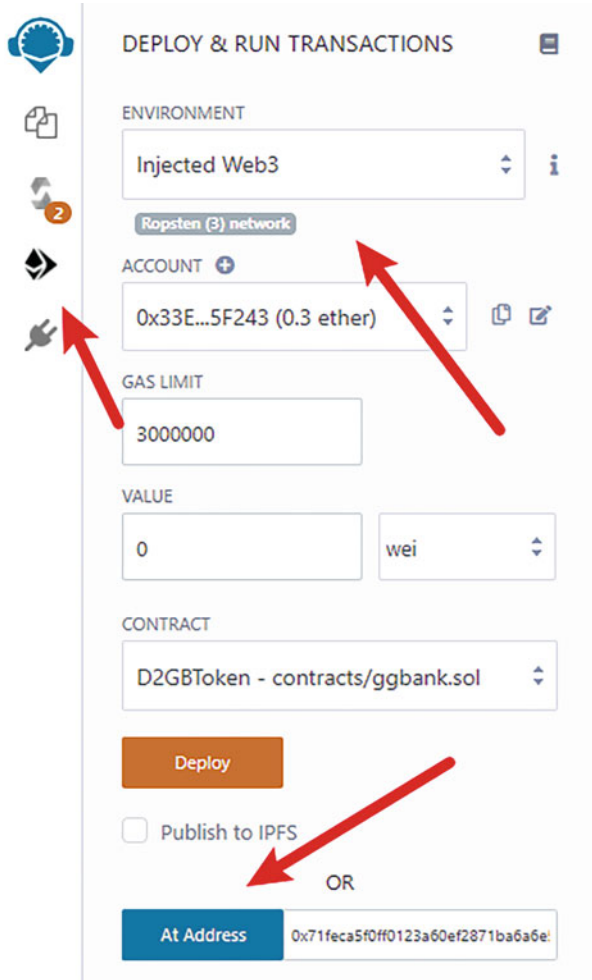 DEPLOY & RUN TRANSACTIONS
ENVIRONMENT
Injected Web3
2
Ropsten (3) network
ACCOUNT
0x33E...5F243 (0.3 ether)
GAS LIMIT
3000000
VALUE
0 wei
CONTRACT
D2GBToken - contracts/ggbank.sol
Deploy
Publish to IPFS
OR
At Address 0x71feca5f0ff0123a60ef2871ba6a6e